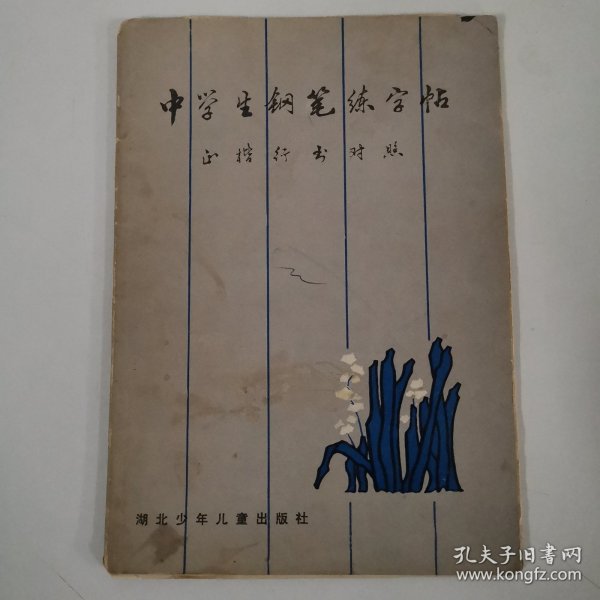 中学生钢笔练字帖
正楷行书对照
湖北少年儿童出版社
孔夫子旧书网
www.kongfz.com